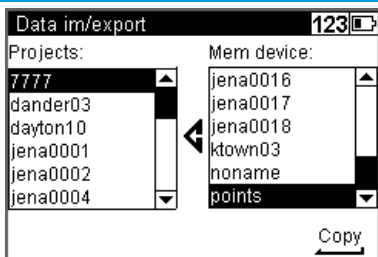 Data im/export 123
Projects: Mem device:
7777 jena0016
dander03 jena0017
dayton10 jena0018
jena0001 ktown03
jena0002 noname
jena0004 points
Copy